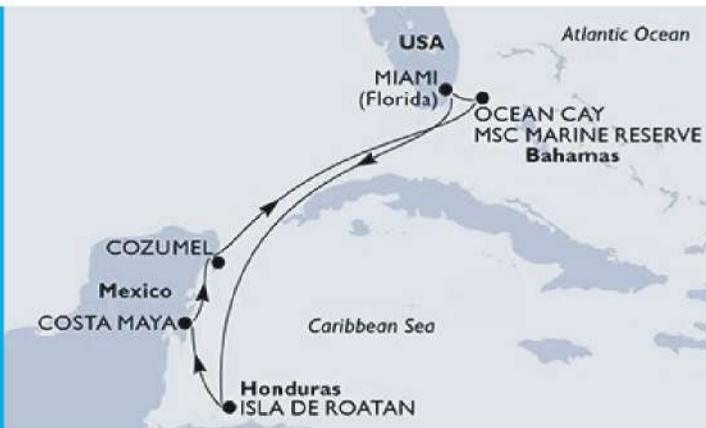 Atlantic Ocean
USA
MIAMI
(Florida)
OCEAN CAY
MSC MARINE RESERVE
Bahamas
COZUMEL
Mexico
COSTA MAYA
Caribbean Sea
Honduras
ISLA DE ROATAN